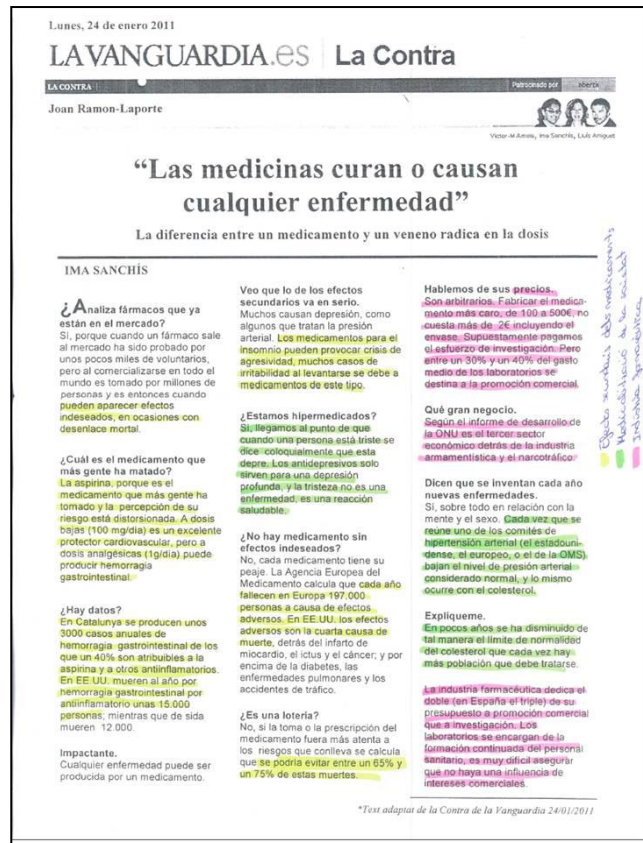 Lunes, 24 de enero 2011
LAVANGUARDIA.es | La Contra
LA CONTRA
Patrocinado por abertis
Joan Ramon-Laporte
Víctor-M Amela, Ima Sanchís, Lluís Amiguet
“Las medicinas curan o causan
cualquier enfermedad”
La diferencia entre un medicamento y un veneno radica en la dosis
IMA SANCHÍS
¿Analiza fármacos que ya
están en el mercado?
Sí, porque cuando un fármaco sale
al mercado ha sido probado por
unos pocos miles de voluntarios,
pero al comercializarse en todo el
mundo es tomado por millones de
personas y es entonces cuando
pueden aparecer efectos
indeseados, en ocasiones con
desenlace mortal.
¿Cuál es el medicamento que
más gente ha matado?
La aspirina, porque es el
medicamento que más gente ha
tomado y la percepción de su
riesgo está distorsionada. A dosis
bajas (100 mg/dia) es un excelente
protector cardiovascular, pero a
dosis analgésicas (1g/dia) puede
producir hemorragia
gastrointestinal.
¿Hay datos?
En Catalunya se producen unos
3000 casos anuales de
hemorragia gastrointestinal de los
que un 40% son atribuibles a la
aspirina y a otros antiinflamatorios.
En EE.UU. mueren al año por
hemorragia gastrointestinal por
antiinflamatorio unas 15.000
personas; mientras que de sida
mueren 12.000.
Impactante.
Cualquier enfermedad puede ser
producida por un medicamento.
Veo que lo de los efectos
secundarios va en serio.
Muchos causan depresión, como
algunos que tratan la presión
arterial. Los medicamentos para el
insomnio pueden provocar crisis de
agresividad, muchos casos de
irritabilidad al levantarse se debe a
medicamentos de este tipo.
¿Estamos hipermedicados?
Sí, llegamos al punto de que
cuando una persona está triste se
dice coloquialmente que esta
depre. Los antidepresivos solo
sirven para una depresión
profunda, y la tristeza no es una
enfermedad, es una reacción
saludable.
¿No hay medicamento sin
efectos indeseados?
No, cada medicamento tiene su
peaje. La Agencia Europea del
Medicamento calcula que cada año
fallecen en Europa 197.000
personas a causa de efectos
adversos. En EE.UU. los efectos
adversos son la cuarta causa de
muerte, detrás del infarto de
miocardio, el ictus y el cáncer; y por
encima de la diabetes, las
enfermedades pulmonares y los
accidentes de tráfico.
¿Es una lotería?
No, si la toma o la prescripción del
medicamento fuera más atenta a
los riesgos que conlleva se calcula
que se podría evitar entre un 65% y
un 75% de estas muertes.
Hablemos de sus precios.
Son arbitrarios. Fabricar el medica-
mento más caro, de 100 a 500€, no
cuesta más de 2€ incluyendo el
envase. Supuestamente pagamos
el esfuerzo de investigación. Pero
entre un 30% y un 40% del gasto
medio de los laboratorios se
destina a la promoción comercial.
Qué gran negocio.
Según el informe de desarrollo de
la ONU es el tercer sector
económico detrás de la industria
armamentística y el narcotráfico.
Dicen que se inventan cada año
nuevas enfermedades.
Sí, sobre todo en relación con la
mente y el sexo. Cada vez que se
reúne uno de los comités de
hipertensión arterial (el estadouni-
dense, el europeo, o el de la OMS)
bajan el nivel de presión arterial
considerado normal, y lo mismo
ocurre con el colesterol.
Explíqueme.
En pocos años se ha disminuido de
tal manera el límite de normalidad
del colesterol que cada vez hay
más población que debe tratarse.
La industria farmacéutica dedica el
doble (en España el triple) de su
presupuesto a promoción comercial
que a investigación. Los
laboratorios se encargan de la
formación continuada del personal
sanitario, es muy difícil asegurar
que no haya una influencia de
intereses comerciales.
Efectes secundaris dels medicaments
Medicalització de la societat
Indústria farmacèutica
*Text adaptat de la Contra de la Vanguardia 24/01/2011